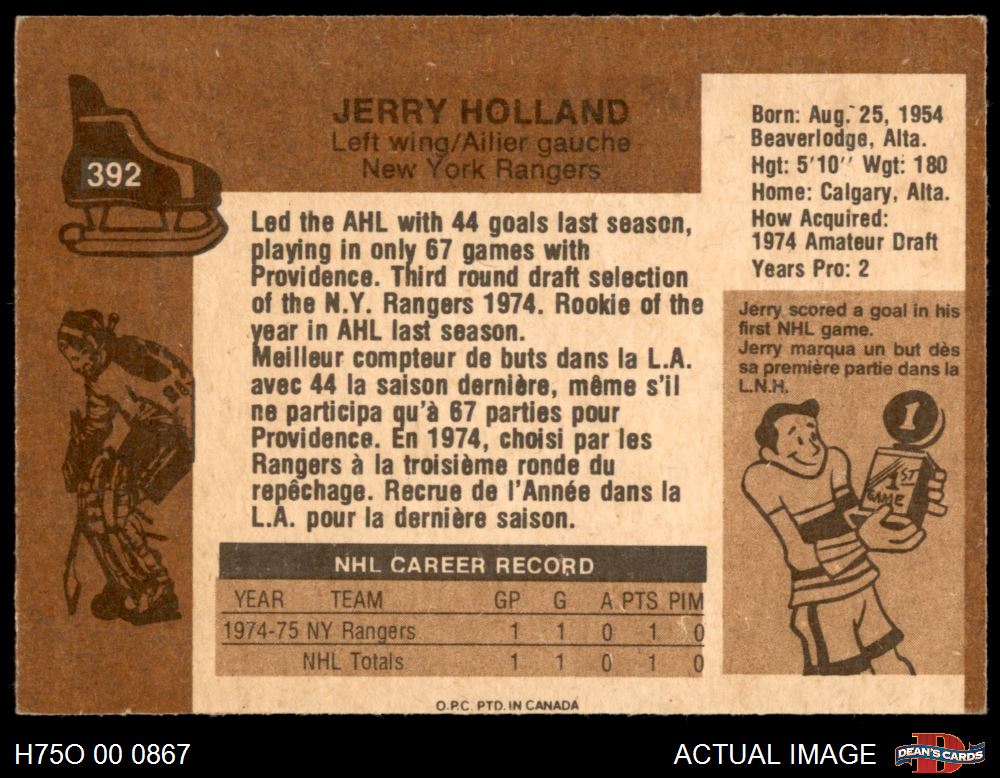 392
JERRY HOLLAND
Left wing/Ailier gauche
New York Rangers
Born: Aug. 25, 1954
Beaverlodge, Alta.
Hgt: 5'10'' Wgt: 180
Home: Calgary, Alta.
How Acquired:
1974 Amateur Draft
Years Pro: 2
Led the AHL with 44 goals last season,
playing in only 67 games with
Providence. Third round draft selection
of the N.Y. Rangers 1974. Rookie of the
year in AHL last season.
Meilleur compteur de buts dans la L.A.
avec 44 la saison dernière, même s'il
ne participa qu'à 67 parties pour
Providence. En 1974, choisi par les
Rangers à la troisième ronde du
repêchage. Recrue de l'Année dans la
L.A. pour la dernière saison.
Jerry scored a goal in his
first NHL game.
Jerry marqua un but dès
sa première partie dans la
L.N.H.
1
1ST
GAME
NHL CAREER RECORD
YEAR TEAM GP G A PTS PIM
1974-75 NY Rangers 1 1 0 1 0
NHL Totals 1 1 0 1 0
O.P.C. PTD. IN CANADA
H75O 00 0867
ACTUAL IMAGE
D
DEAN'S CARDS